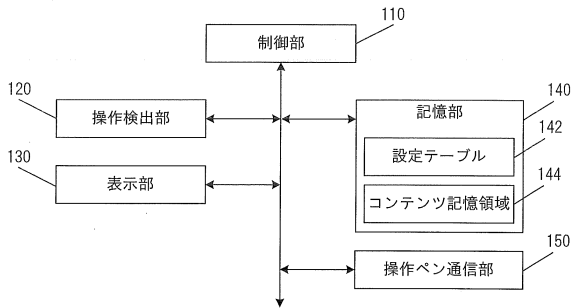 制御部
110
120
操作検出部
130
表示部
記憶部
140
設定テーブル
142
コンテンツ記憶領域
144
操作ペン通信部
150